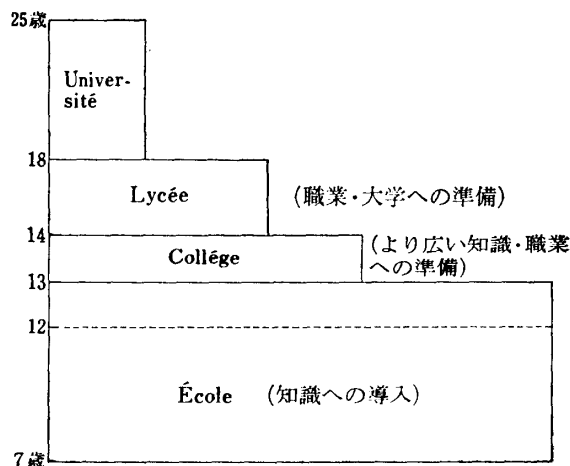 25歳
Univer-
sité
18
Lycée (職業・大学への準備)
14
Collége (より広い知識・職業
への準備)
13
12
École (知識への導入)
7歳